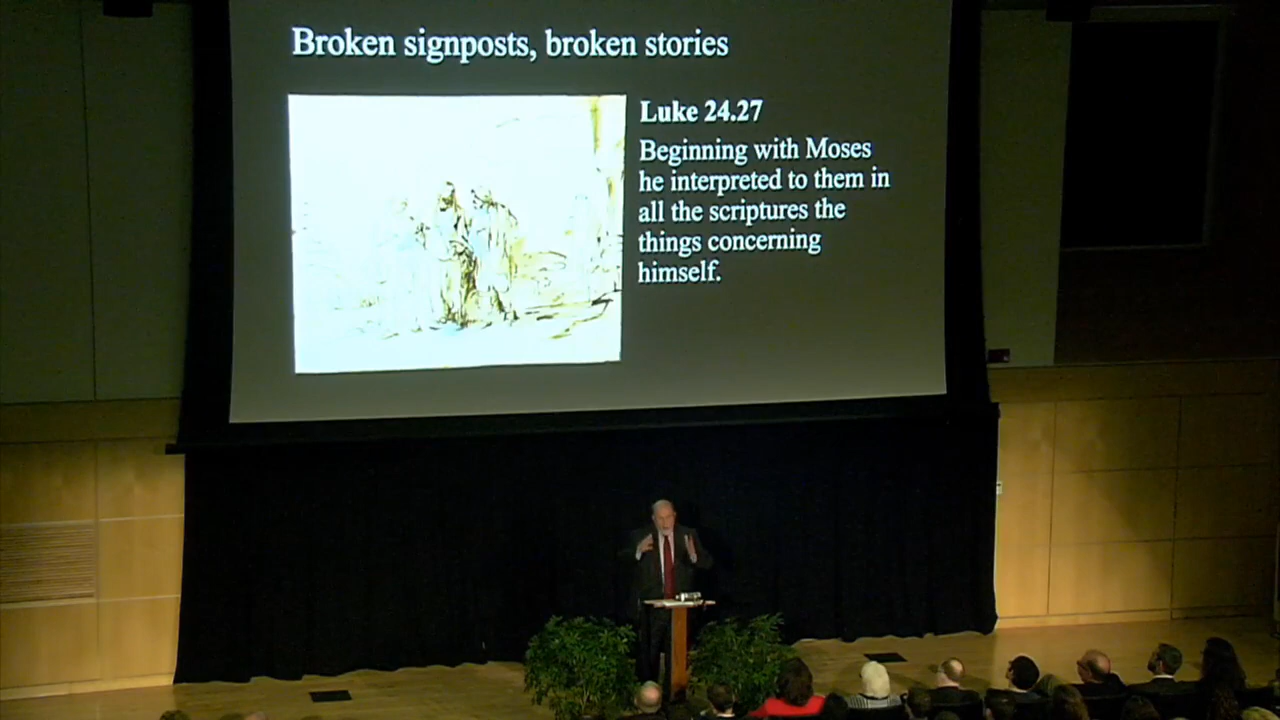 Broken signposts, broken stories
Luke 24.27
Beginning with Moses
he interpreted to them in
all the scriptures the
things concerning
himself.